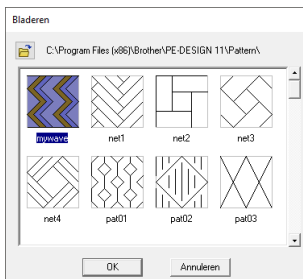 Bladeren
C:\Program Files (x86)\Brother\PE-DESIGN 11\Pattern\
mywave net1 net2 net3
net4 pat01 pat02 pat03
OK Annuleren